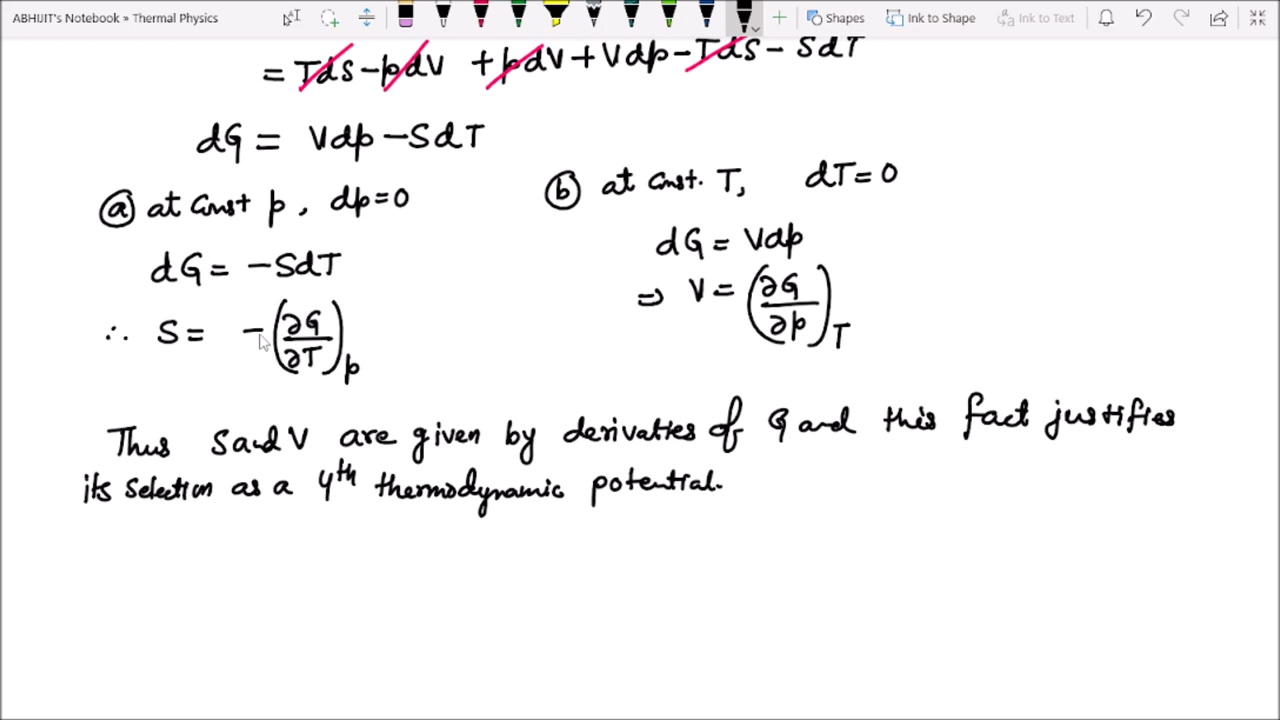 ABHIJIT's Notebook » Thermal Physics
Shapes
Ink to Shape
Ink to Text
= TdS - pdV + pdV + Vdp - TdS - SdT
dG = Vdp - SdT
ⓐ at const p, dp = 0
dG = -SdT
∴ S = -(∂G/∂T)p
ⓑ at const. T, dT = 0
dG = Vdp
⇒ V = (∂G/∂p)T
Thus S and V are given by derivaties of G and this fact justifies
its selection as a 4th thermodynamic potential.